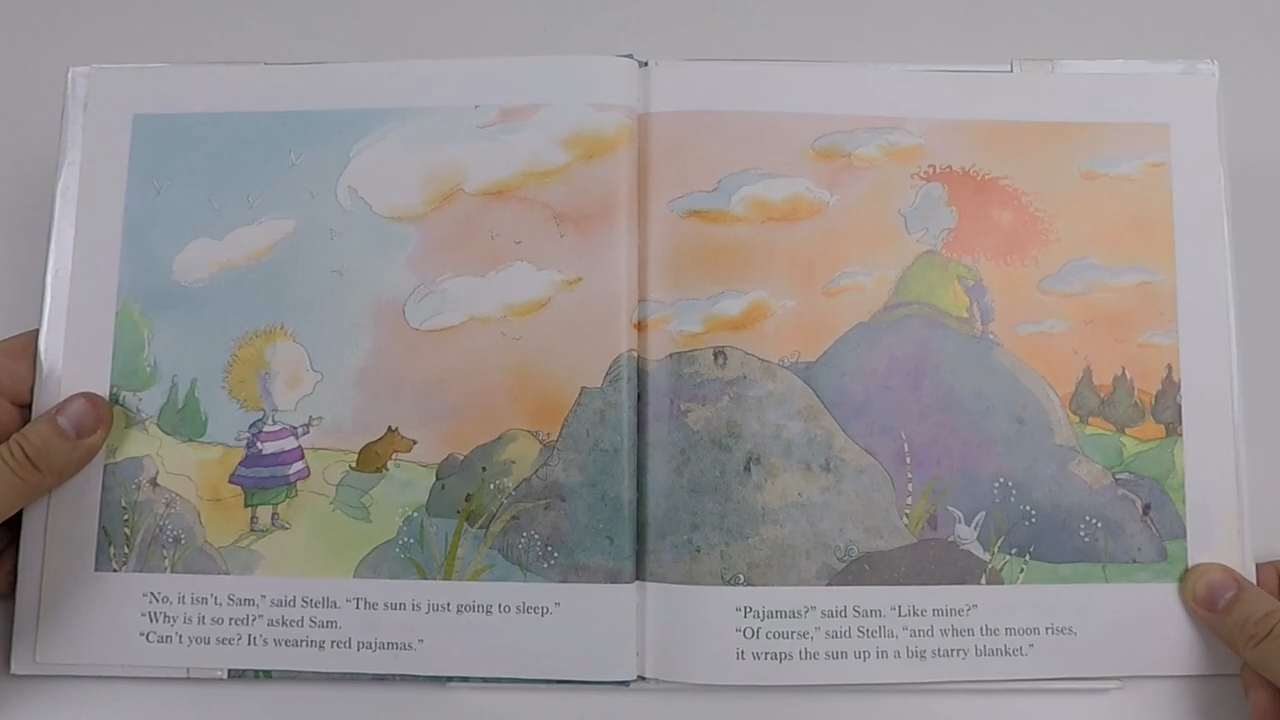 “No, it isn't, Sam,” said Stella. “The sun is just going to sleep.”
“Why is it so red?” asked Sam.
“Can't you see? It's wearing red pajamas.”
“Pajamas?” said Sam. “Like mine?”
“Of course,” said Stella, “and when the moon rises,
it wraps the sun up in a big starry blanket.”